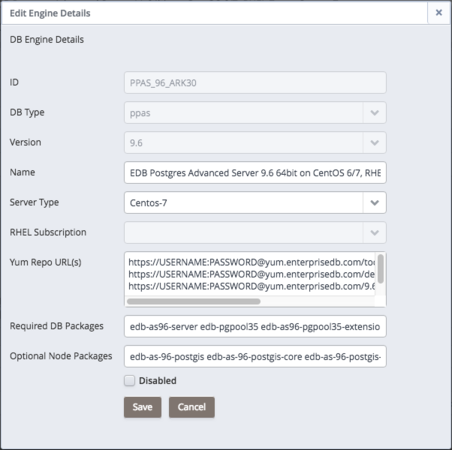 Edit Engine Details
×
DB Engine Details
ID
PPAS_96_ARK30
DB Type
ppas
Version
9.6
Name
EDB Postgres Advanced Server 9.6 64bit on CentOS 6/7, RHE
Server Type
Centos-7
RHEL Subscription
Yum Repo URL(s)
https://USERNAME:PASSWORD@yum.enterprisedb.com/too
https://USERNAME:PASSWORD@yum.enterprisedb.com/de
https://USERNAME:PASSWORD@yum.enterprisedb.com/9.6
Required DB Packages
edb-as96-server edb-pgpool35 edb-as96-pgpool35-extensio
Optional Node Packages
edb-as-96-postgis edb-as-96-postgis-core edb-as-96-postgis-
Disabled
Save
Cancel